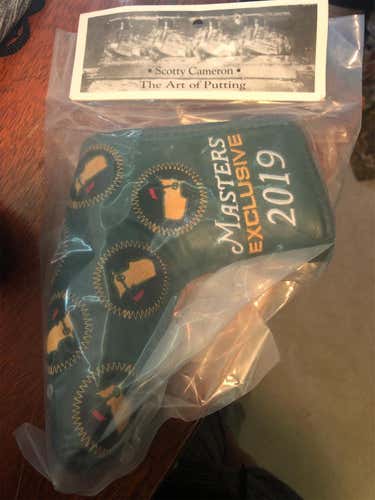 • Scotty Cameron •
The Art of Putting
MASTERS
EXCLUSIVE
2019